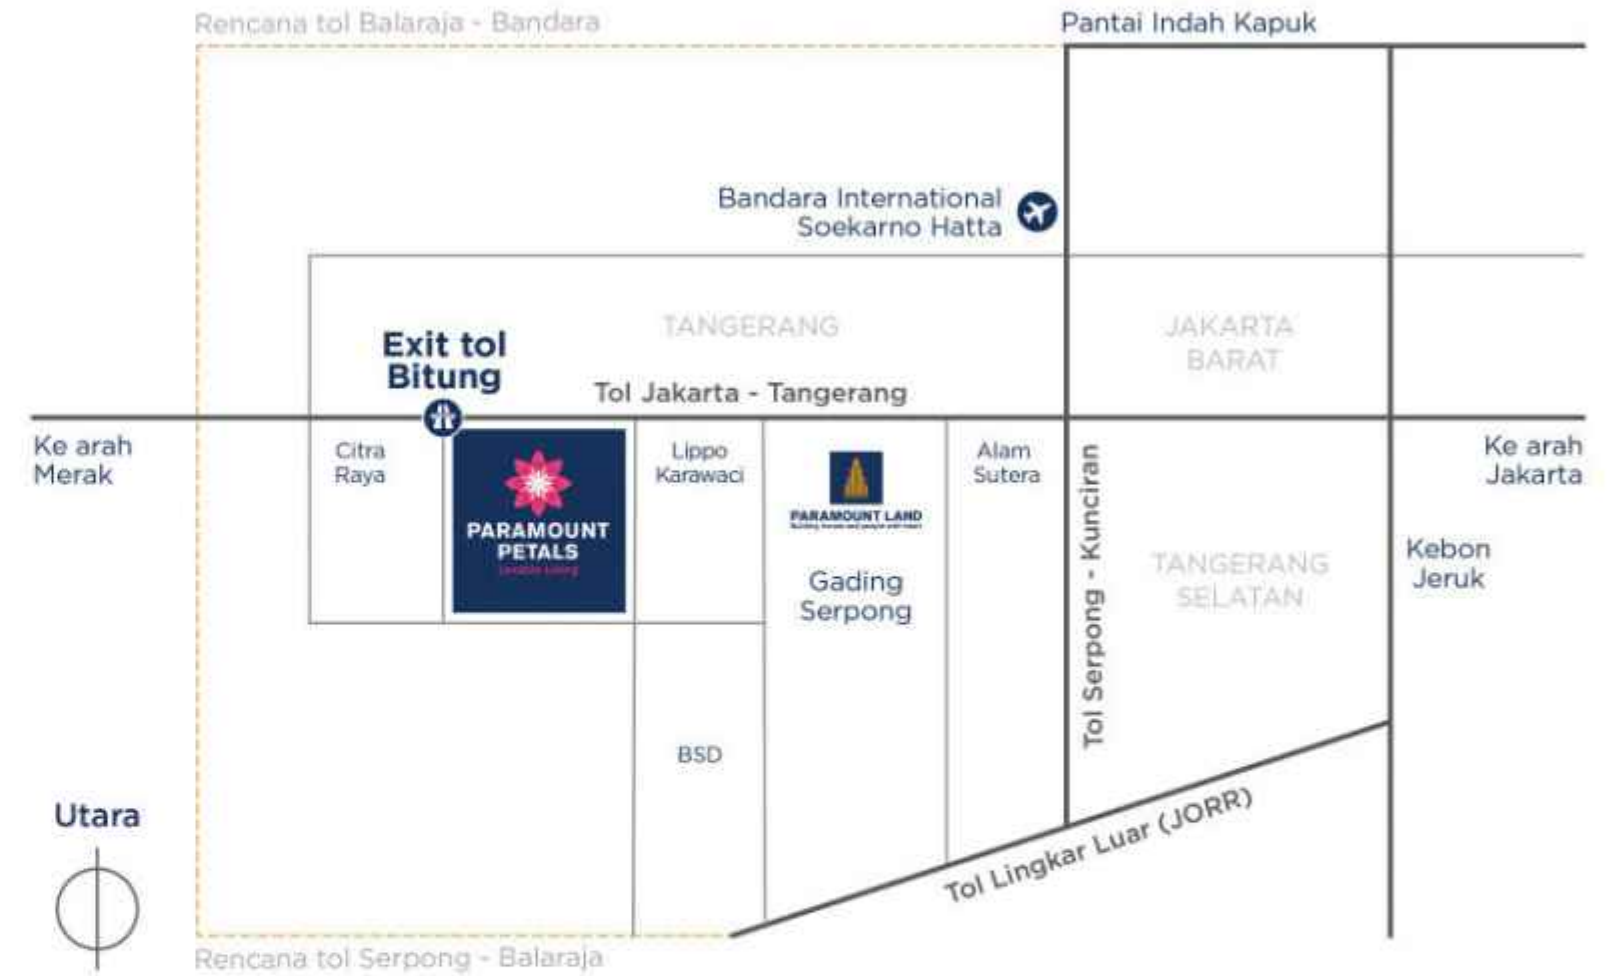 Rencana tol Balaraja - Bandara
Pantai Indah Kapuk
Bandara International
Soekarno Hatta
TANGERANG
JAKARTA
BARAT
Exit tol
Bitung
Tol Jakarta - Tangerang
Ke arah
Merak
Citra
Raya
PARAMOUNT
PETALS
Lippo
Karawaci
PARAMOUNT LAND
Gading
Serpong
Alam
Sutera
Tol Serpong - Kunciran
TANGERANG
SELATAN
Ke arah
Jakarta
Kebon
Jeruk
BSD
Tol Lingkar Luar (JORR)
Utara
Rencana tol Serpong - Balaraja